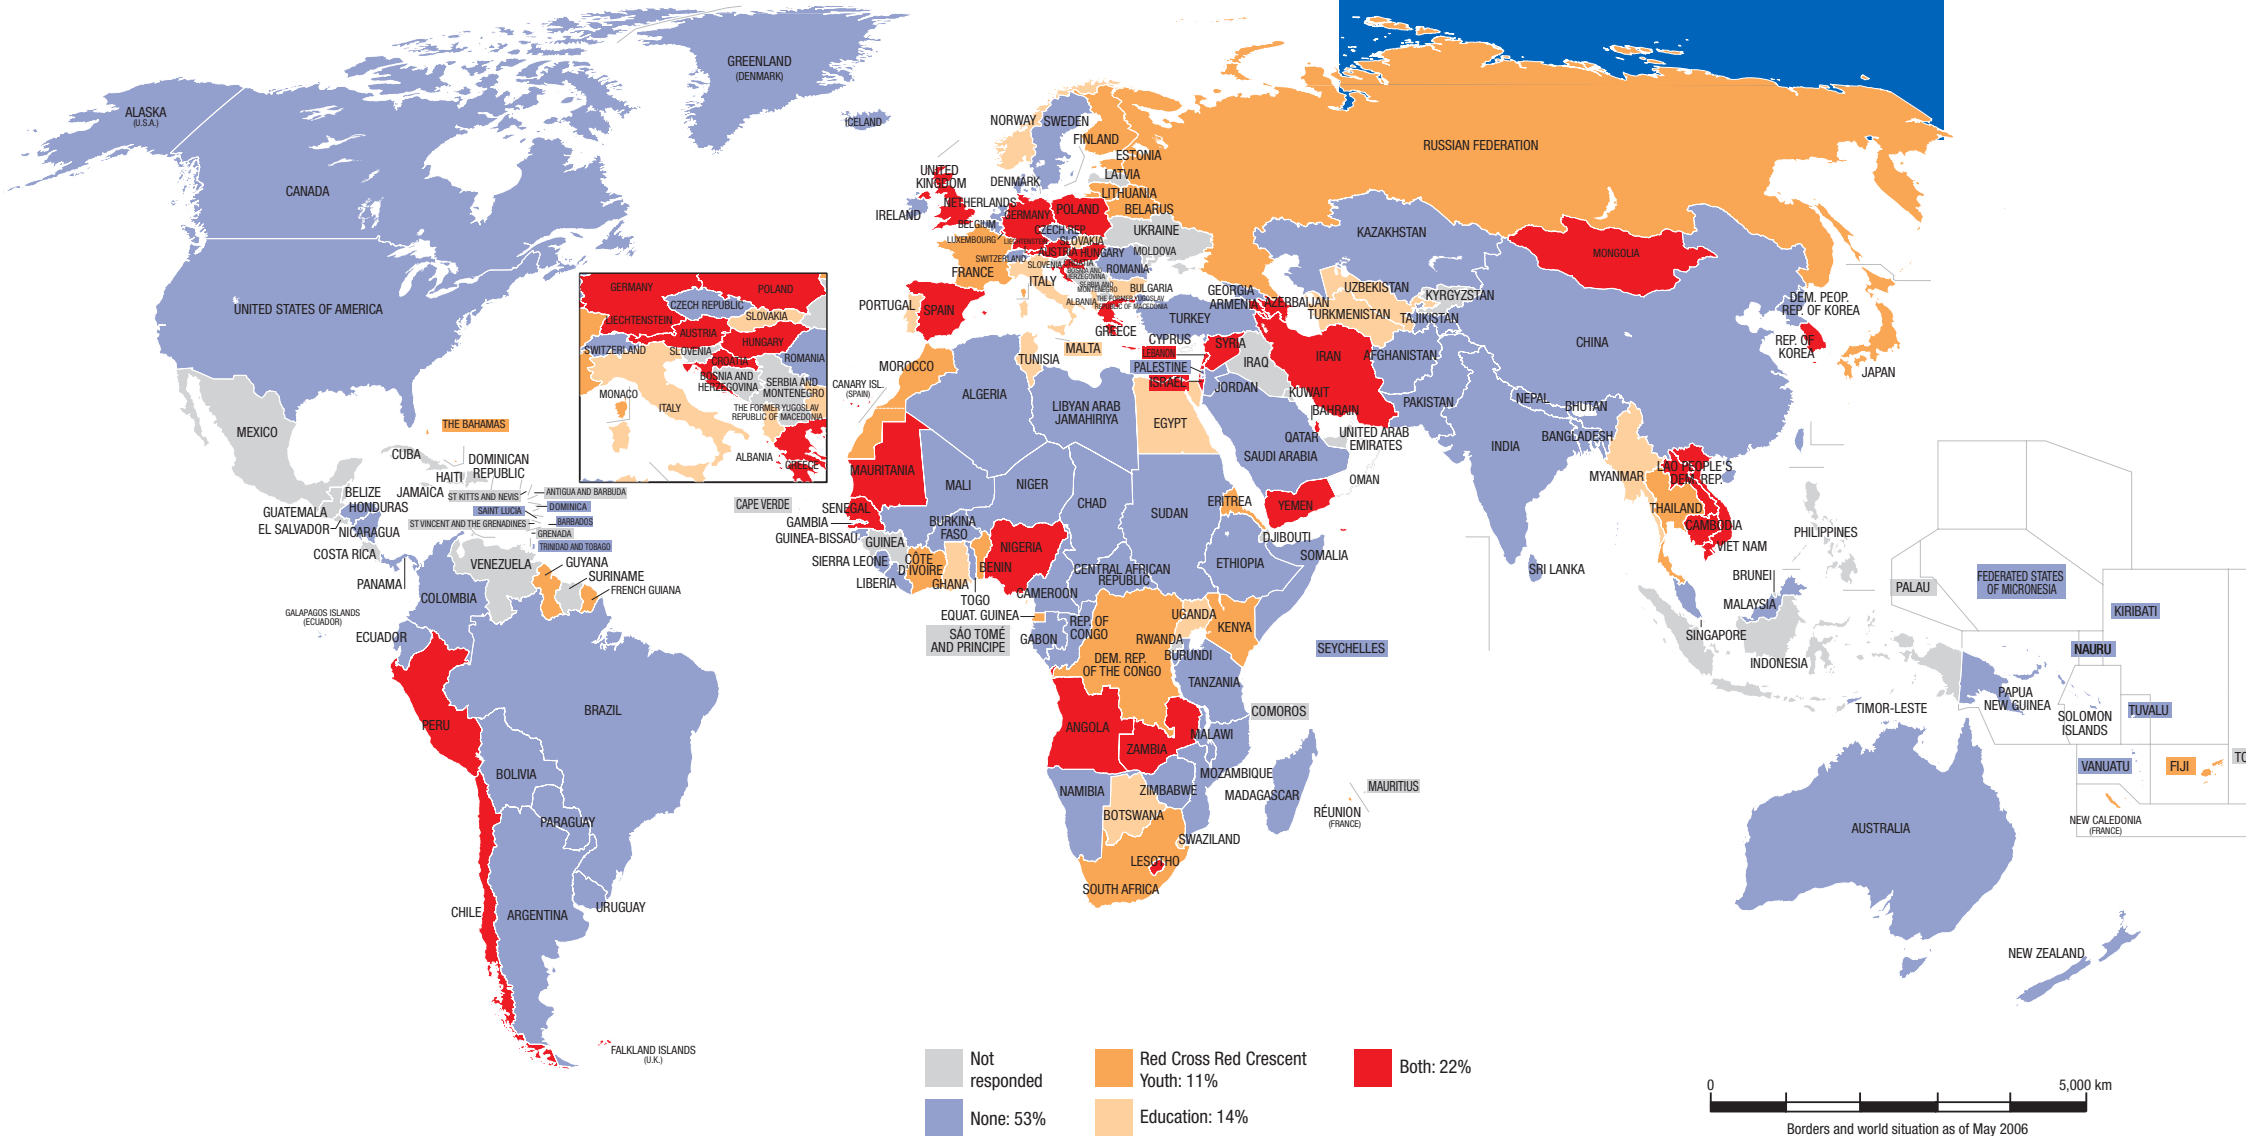 GREENLAND
(DENMARK)
ALASKA
(U.S.A.)
ICELAND
CANADA
UNITED STATES OF AMERICA
MEXICO
THE BAHAMAS
CUBA
DOMINICAN
REPUBLIC
HAITI
JAMAICA
BELIZE
HONDURAS
GUATEMALA
EL SALVADOR
NICARAGUA
COSTA RICA
PANAMA
ST KITTS AND NEVIS
ANTIGUA AND BARBUDA
SAINT LUCIA
DOMINICA
ST VINCENT AND THE GRENADINES
BARBADOS
GRENADA
TRINIDAD AND TOBAGO
VENEZUELA
GUYANA
SURINAME
FRENCH GUIANA
COLOMBIA
GALAPAGOS ISLANDS
(ECUADOR)
ECUADOR
PERU
BRAZIL
BOLIVIA
PARAGUAY
CHILE
ARGENTINA
URUGUAY
FALKLAND ISLANDS
(U.K.)
GERMANY
POLAND
CZECH REPUBLIC
SLOVAKIA
LIECHTENSTEIN
AUSTRIA
HUNGARY
SWITZERLAND
SLOVENIA
CROATIA
ROMANIA
BOSNIA AND
HERZEGOVINA
SERBIA AND
MONTENEGRO
MONACO
ITALY
THE FORMER YUGOSLAV
REPUBLIC OF MACEDONIA
ALBANIA
GREECE
NORWAY
SWEDEN
FINLAND
ESTONIA
LATVIA
LITHUANIA
BELARUS
UNITED
KINGDOM
DENMARK
IRELAND
NETHERLANDS
BELGIUM
LUXEMBOURG
GERMANY
POLAND
UKRAINE
CZECH REP.
LIECHTENSTEIN
SLOVAKIA
AUSTRIA
HUNGARY
MOLDOVA
SWITZERLAND
SLOVENIA
CROATIA
BOSNIA AND
HERZEGOVINA
ROMANIA
FRANCE
ITALY
SERBIA AND
MONTENEGRO
BULGARIA
ALBANIA
THE FORMER YUGOSLAV
REPUBLIC OF MACEDONIA
PORTUGAL
SPAIN
GREECE
TURKEY
GEORGIA
ARMENIA
AZERBAIJAN
RUSSIAN FEDERATION
KAZAKHSTAN
UZBEKISTAN
KYRGYZSTAN
TURKMENISTAN
TAJIKISTAN
MONGOLIA
CHINA
DEM. PEOP.
REP. OF KOREA
REP. OF
KOREA
JAPAN
MALTA
CYPRUS
LEBANON
PALESTINE
ISRAEL
SYRIA
IRAQ
IRAN
AFGHANISTAN
JORDAN
KUWAIT
BAHRAIN
QATAR
UNITED ARAB
EMIRATES
SAUDI ARABIA
OMAN
YEMEN
PAKISTAN
NEPAL
BHUTAN
BANGLADESH
INDIA
SRI LANKA
MYANMAR
LAO PEOPLE'S
DEM. REP.
THAILAND
CAMBODIA
VIET NAM
PHILIPPINES
BRUNEI
MALAYSIA
SINGAPORE
INDONESIA
TIMOR-LESTE
MOROCCO
CANARY ISL.
(SPAIN)
TUNISIA
ALGERIA
LIBYAN ARAB
JAMAHIRIYA
EGYPT
CAPE VERDE
MAURITANIA
MALI
NIGER
CHAD
SUDAN
ERITREA
DJIBOUTI
SENEGAL
GAMBIA
GUINEA-BISSAU
GUINEA
SIERRA LEONE
LIBERIA
CÔTE
D'IVOIRE
BURKINA
FASO
GHANA
TOGO
BENIN
NIGERIA
CENTRAL AFRICAN
REPUBLIC
CAMEROON
EQUAT. GUINEA
SÁO TOMÉ
AND PRINCIPE
GABON
REP. OF
CONGO
DEM. REP.
OF THE CONGO
ETHIOPIA
SOMALIA
UGANDA
KENYA
RWANDA
BURUNDI
TANZANIA
SEYCHELLES
COMOROS
ANGOLA
ZAMBIA
MALAWI
MOZAMBIQUE
ZIMBABWE
MADAGASCAR
MAURITIUS
RÉUNION
(FRANCE)
NAMIBIA
BOTSWANA
SWAZILAND
LESOTHO
SOUTH AFRICA
PALAU
FEDERATED STATES
OF MICRONESIA
KIRIBATI
NAURU
PAPUA
NEW GUINEA
SOLOMON
ISLANDS
TUVALU
VANUATU
FIJI
TO
NEW CALEDONIA
(FRANCE)
AUSTRALIA
NEW ZEALAND
Not
responded
None: 53%
Red Cross Red Crescent
Youth: 11%
Education: 14%
Both: 22%
0
5,000 km
Borders and world situation as of May 2006